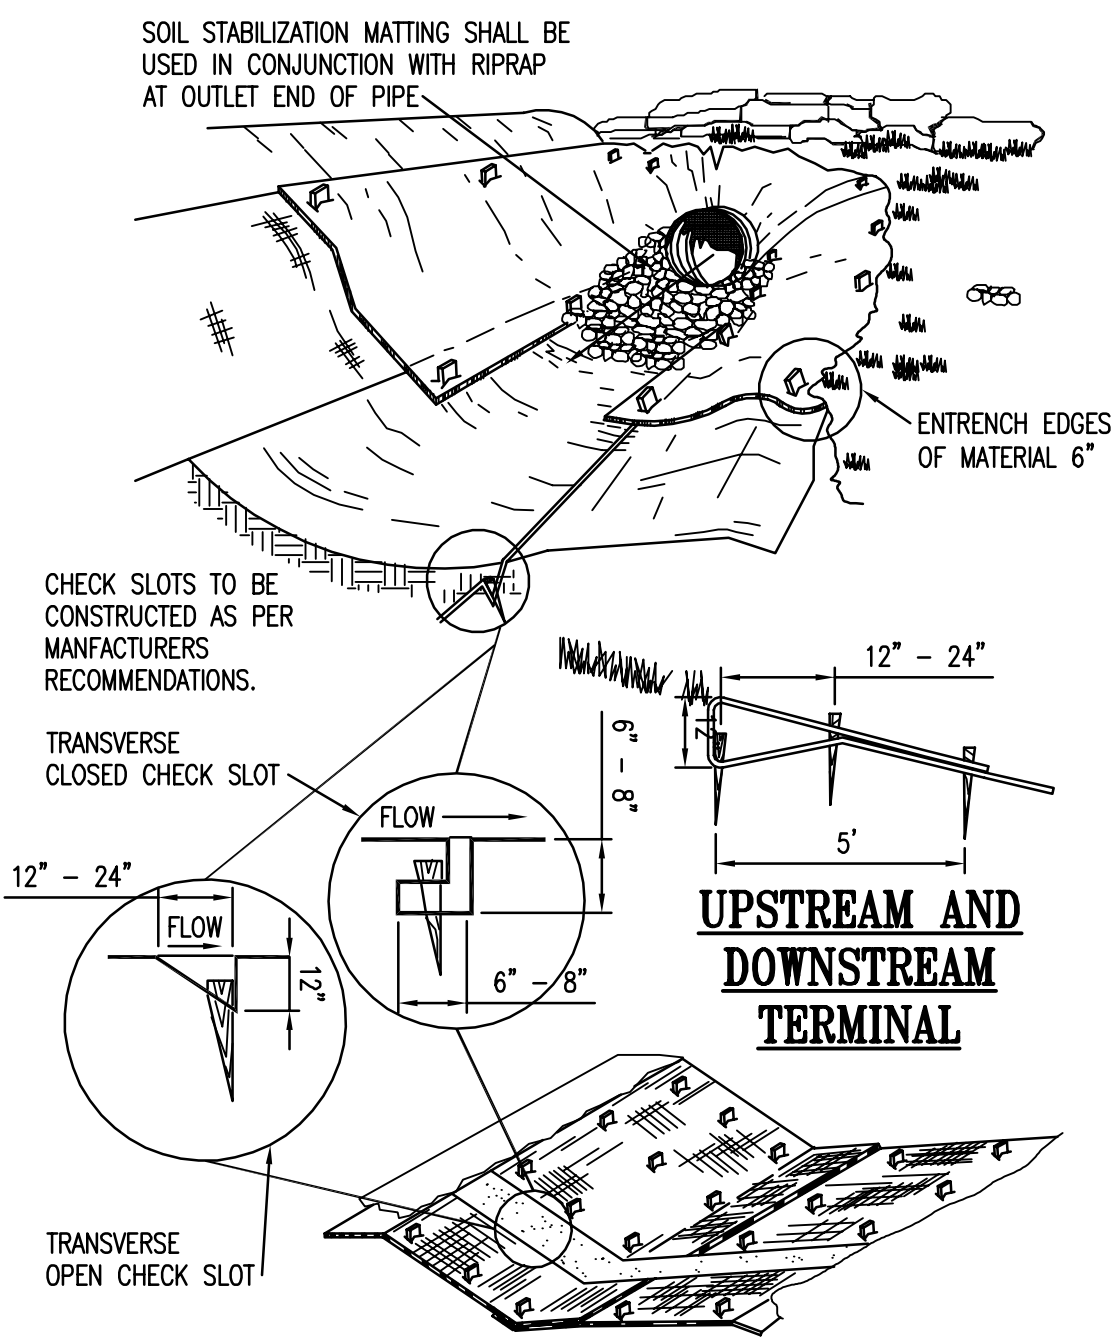 SOIL STABILIZATION MATTING SHALL BE
USED IN CONJUNCTION WITH RIPRAP
AT OUTLET END OF PIPE
ENTRENCH EDGES
OF MATERIAL 6"
CHECK SLOTS TO BE
CONSTRUCTED AS PER
MANFACTURERS
RECOMMENDATIONS.
12" - 24"
12"
6" - 8"
5'
TRANSVERSE
CLOSED CHECK SLOT
FLOW
6" - 8"
12" - 24"
FLOW
12"
UPSTREAM AND
DOWNSTREAM
TERMINAL
TRANSVERSE
OPEN CHECK SLOT